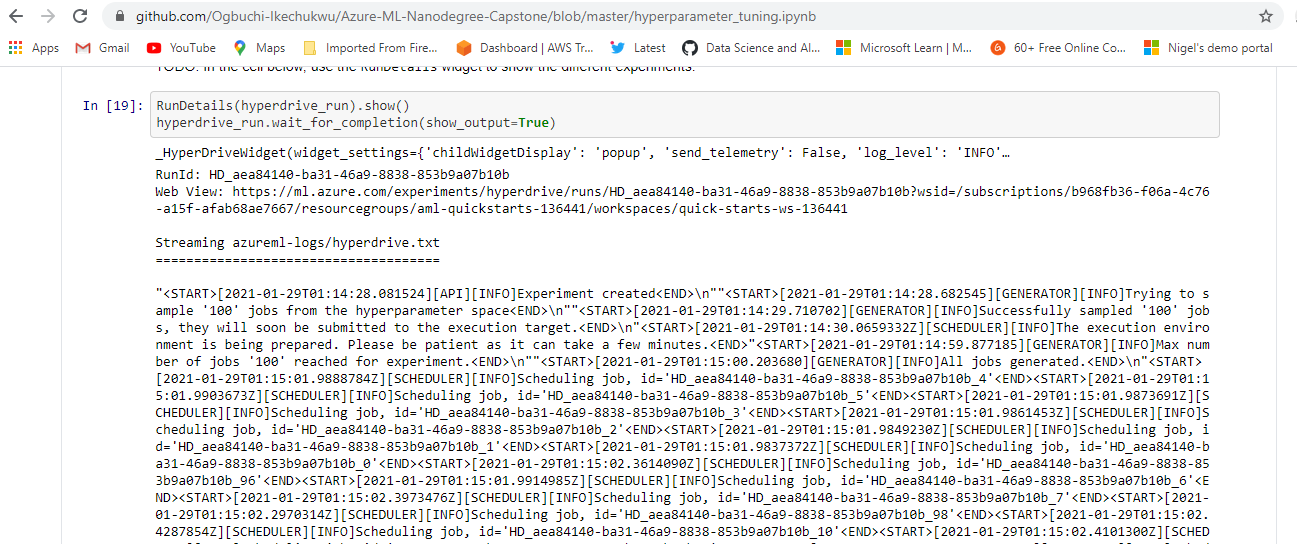 github.com/Ogbuchi-Ikechukwu/Azure-ML-Nanodegree-Capstone/blob/master/hyperparameter_tuning.ipynb
Apps Gmail YouTube Maps Imported From Fire... Dashboard | AWS Tr... Latest Data Science and Al... Microsoft Learn | M... 60+ Free Online Co... Nigel's demo portal
TODO: In the cell below, use the RunDetails widget to show the different experiments.
In [19]: RunDetails(hyperdrive_run).show()
hyperdrive_run.wait_for_completion(show_output=True)
_HyperDriveWidget(widget_settings={'childWidgetDisplay': 'popup', 'send_telemetry': False, 'log_level': 'INFO'…
RunId: HD_aea84140-ba31-46a9-8838-853b9a07b10b
Web View: https://ml.azure.com/experiments/hyperdrive/runs/HD_aea84140-ba31-46a9-8838-853b9a07b10b?wsid=/subscriptions/b968fb36-f06a-4c76
-a15f-afab68ae7667/resourcegroups/aml-quickstarts-136441/workspaces/quick-starts-ws-136441
Streaming azureml-logs/hyperdrive.txt
=====================================
"<START>[2021-01-29T01:14:28.081524][API][INFO]Experiment created<END>\n""<START>[2021-01-29T01:14:28.682545][GENERATOR][INFO]Trying to s
ample '100' jobs from the hyperparameter space<END>\n""<START>[2021-01-29T01:14:29.710702][GENERATOR][INFO]Successfully sampled '100' job
s, they will soon be submitted to the execution target.<END>\n"<START>[2021-01-29T01:14:30.0659332Z][SCHEDULER][INFO]The execution enviro
nment is being prepared. Please be patient as it can take a few minutes.<END>"<START>[2021-01-29T01:14:59.877185][GENERATOR][INFO]Max num
ber of jobs '100' reached for experiment.<END>\n""<START>[2021-01-29T01:15:00.203680][GENERATOR][INFO]All jobs generated.<END>\n"<START>
[2021-01-29T01:15:01.9888784Z][SCHEDULER][INFO]Scheduling job, id='HD_aea84140-ba31-46a9-8838-853b9a07b10b_4'<END><START>[2021-01-29T01:1
5:01.9903673Z][SCHEDULER][INFO]Scheduling job, id='HD_aea84140-ba31-46a9-8838-853b9a07b10b_5'<END><START>[2021-01-29T01:15:01.9873691Z][S
CHEDULER][INFO]Scheduling job, id='HD_aea84140-ba31-46a9-8838-853b9a07b10b_3'<END><START>[2021-01-29T01:15:01.9861453Z][SCHEDULER][INFO]S
cheduling job, id='HD_aea84140-ba31-46a9-8838-853b9a07b10b_2'<END><START>[2021-01-29T01:15:01.9849230Z][SCHEDULER][INFO]Scheduling job, i
d='HD_aea84140-ba31-46a9-8838-853b9a07b10b_1'<END><START>[2021-01-29T01:15:01.9837372Z][SCHEDULER][INFO]Scheduling job, id='HD_aea84140-b
a31-46a9-8838-853b9a07b10b_0'<END><START>[2021-01-29T01:15:02.3614090Z][SCHEDULER][INFO]Scheduling job, id='HD_aea84140-ba31-46a9-8838-85
3b9a07b10b_96'<END><START>[2021-01-29T01:15:01.9914985Z][SCHEDULER][INFO]Scheduling job, id='HD_aea84140-ba31-46a9-8838-853b9a07b10b_6'<E
ND><START>[2021-01-29T01:15:02.3973476Z][SCHEDULER][INFO]Scheduling job, id='HD_aea84140-ba31-46a9-8838-853b9a07b10b_7'<END><START>[2021-
01-29T01:15:02.2970314Z][SCHEDULER][INFO]Scheduling job, id='HD_aea84140-ba31-46a9-8838-853b9a07b10b_98'<END><START>[2021-01-29T01:15:02.
4287854Z][SCHEDULER][INFO]Scheduling job, id='HD_aea84140-ba31-46a9-8838-853b9a07b10b_10'<END><START>[2021-01-29T01:15:02.4101300Z][SCHED